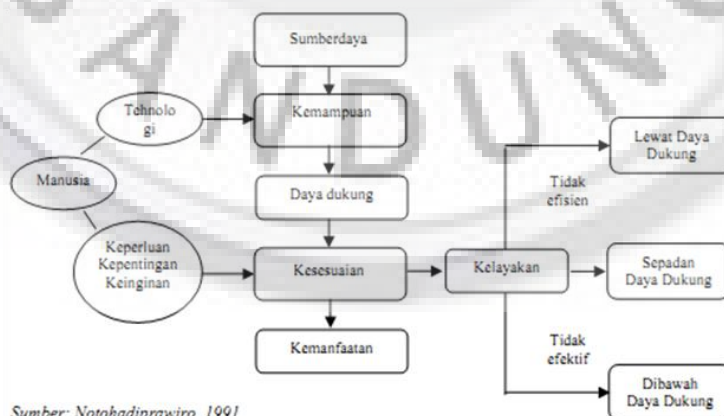 Sumberdaya
Tehnolo
gi
Kemampuan
Lewat Daya
Dukung
Manusia
Daya dukung
Tidak
efisien
Keperluan
Kepentingan
Keinginan
Kesesuaian
Kelayakan
Sepadan
Daya Dukung
Kemanfaatan
Tidak
efektif
Dibawah
Daya Dukung
Sumber: Notohadiprawiro, 1991
ANDUNG